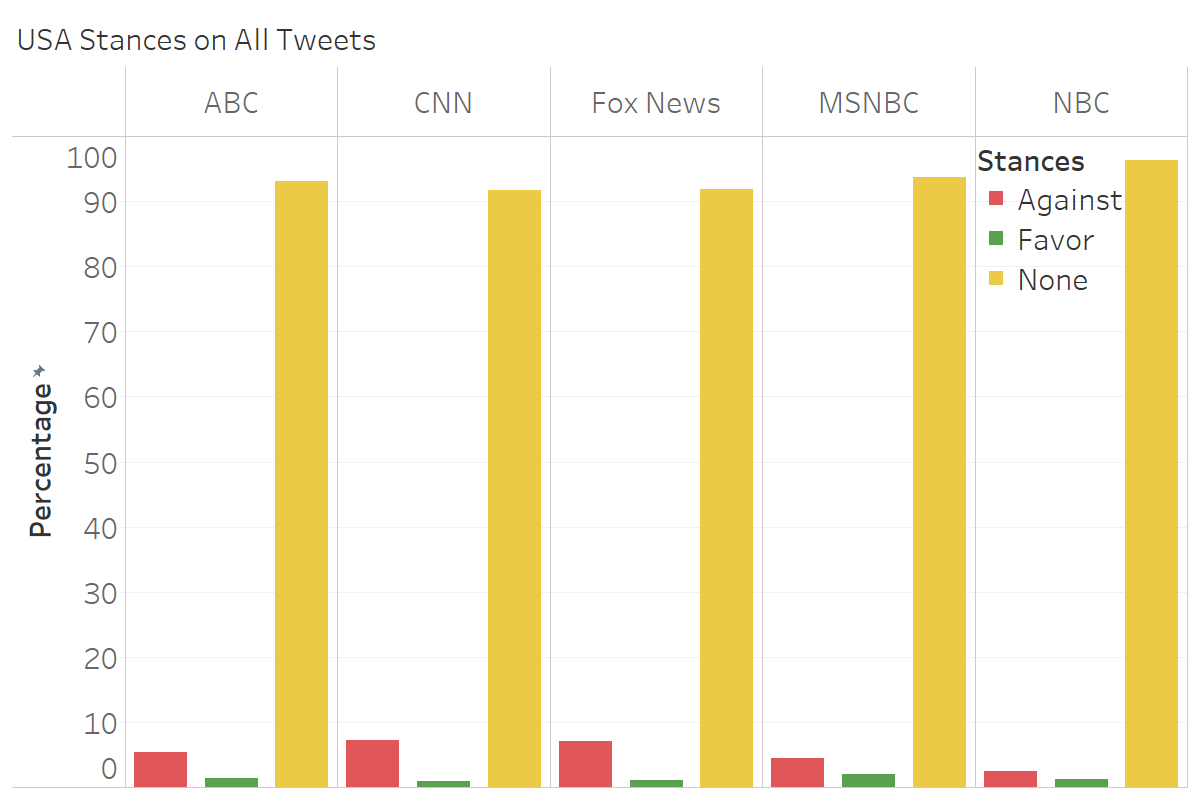 USA Stances on All Tweets
ABC CNN Fox News MSNBC NBC
Stances
Against
Favor
None
Percentage
100
90
80
70
60
50
40
30
20
10
0